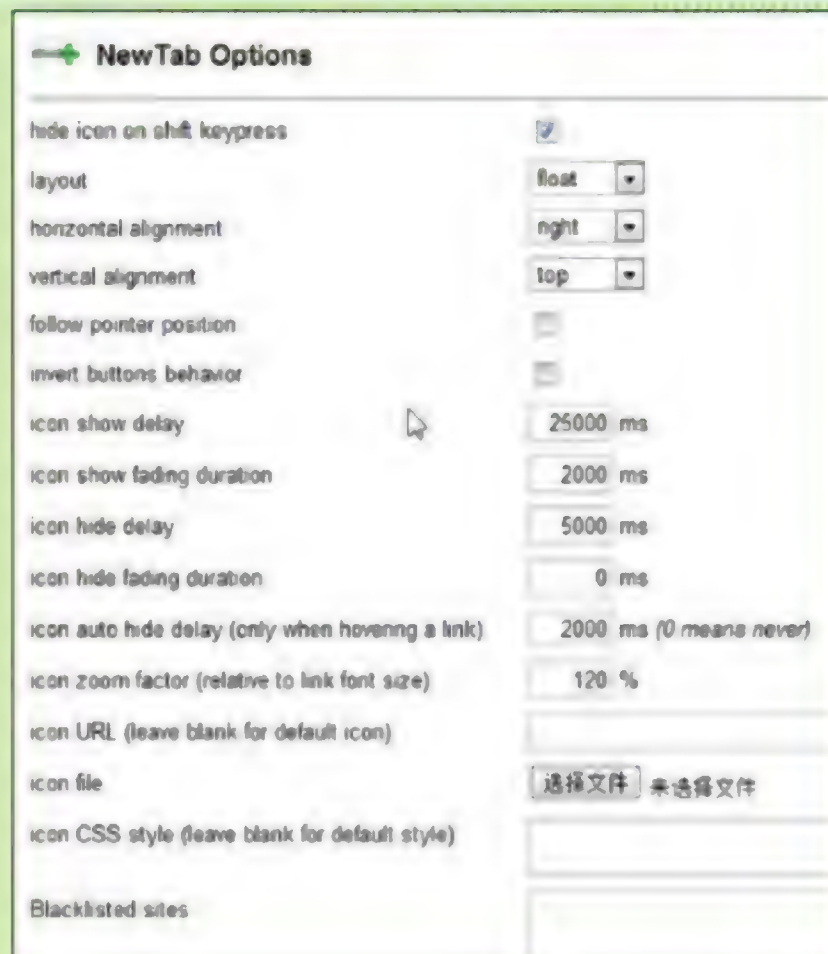 NewTab Options
hide icon on shift keypress
layout float
horizontal alignment right
vertical alignment top
follow pointer position
invert buttons behavior
icon show delay 25000 ms
icon show fading duration 2000 ms
icon hide delay 5000 ms
icon hide fading duration 0 ms
icon auto hide delay (only when hovering a link) 2000 ms (0 means never)
icon zoom factor (relative to link font size) 120 %
icon URL (leave blank for default icon)
icon file 选择文件 未选择文件
icon CSS style (leave blank for default style)
Blacklisted sites